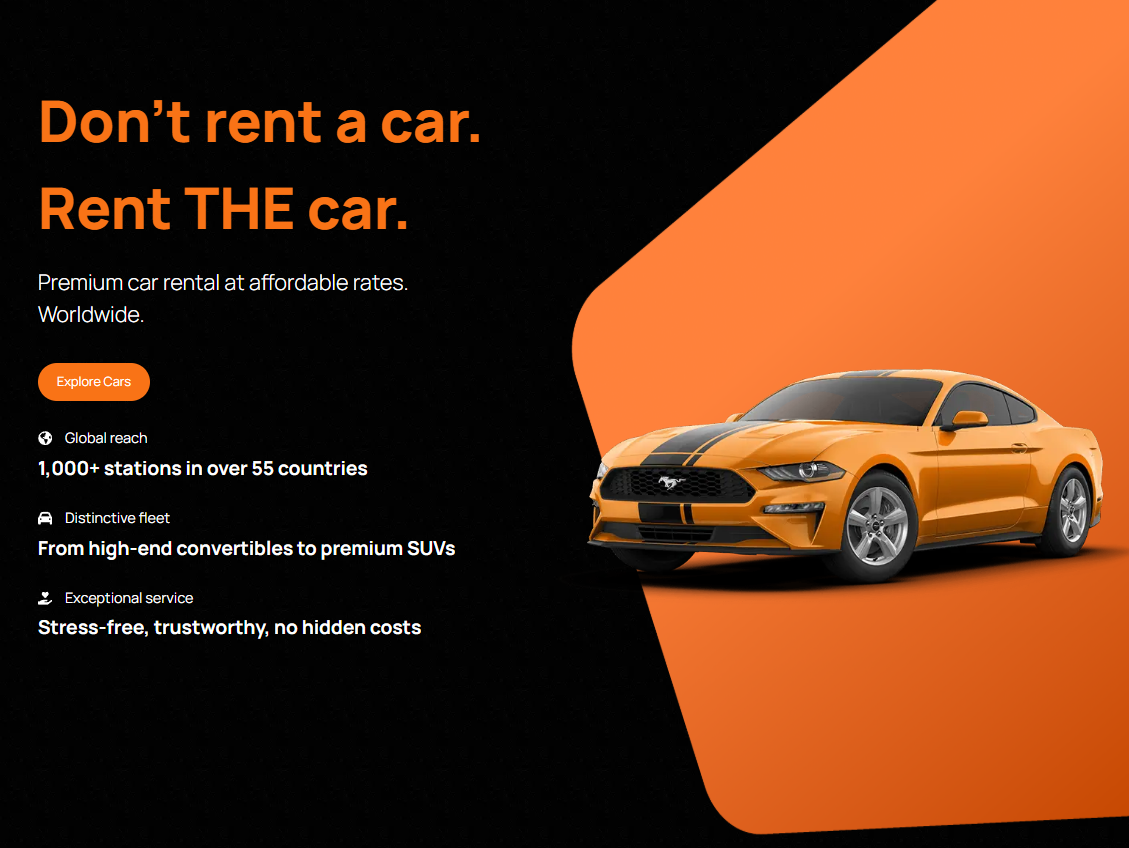 Don’t rent a car.
Rent THE car.
Premium car rental at affordable rates.
Worldwide.
Explore Cars
Global reach
1,000+ stations in over 55 countries
Distinctive fleet
From high-end convertibles to premium SUVs
Exceptional service
Stress-free, trustworthy, no hidden costs